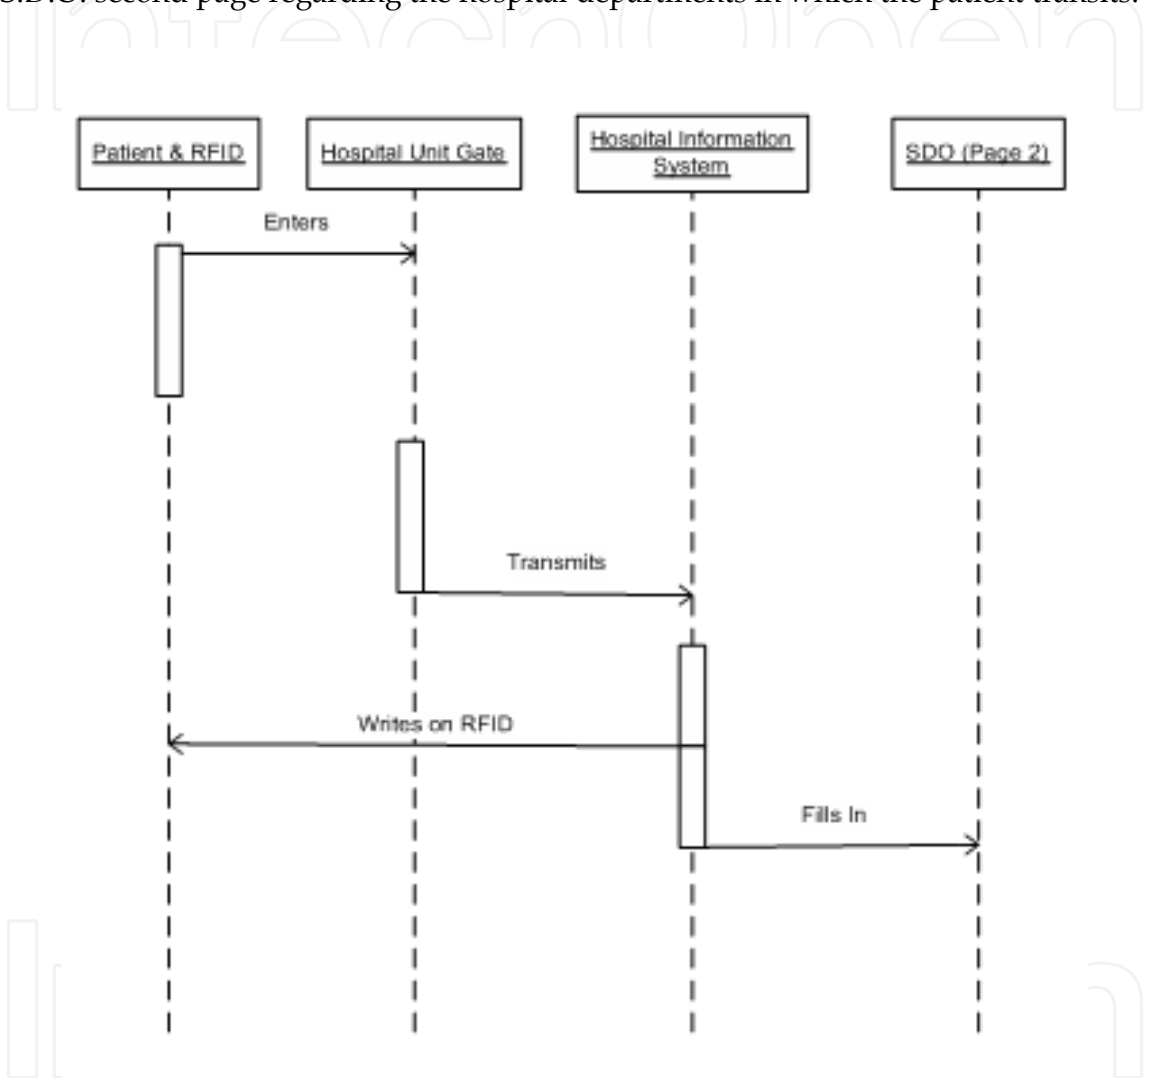 S.D.O. second page regarding the hospital departments in which the patient transits.
Patient & RFID
Hospital Unit Gate
Hospital Information
System
SDO (Page 2)
Enters
Transmits
Writes on RFID
Fills In